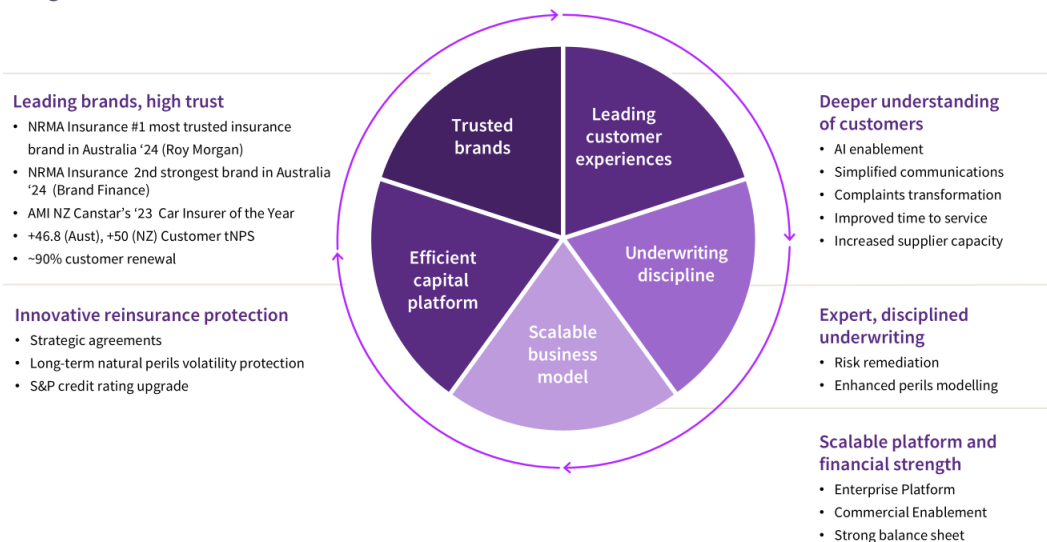 Leading brands, high trust
• NRMA Insurance #1 most trusted insurance
brand in Australia ‘24 (Roy Morgan)
• NRMA Insurance 2nd strongest brand in Australia
‘24 (Brand Finance)
• AMI NZ Canstar’s ‘23 Car Insurer of the Year
• +46.8 (Aust), +50 (NZ) Customer tNPS
• ~90% customer renewal
Innovative reinsurance protection
• Strategic agreements
• Long-term natural perils volatility protection
• S&P credit rating upgrade
Trusted
brands
Leading
customer
experiences
Efficient
capital
platform
Underwriting
discipline
Scalable
business
model
Deeper understanding
of customers
• AI enablement
• Simplified communications
• Complaints transformation
• Improved time to service
• Increased supplier capacity
Expert, disciplined
underwriting
• Risk remediation
• Enhanced perils modelling
Scalable platform and
financial strength
• Enterprise Platform
• Commercial Enablement
• Strong balance sheet